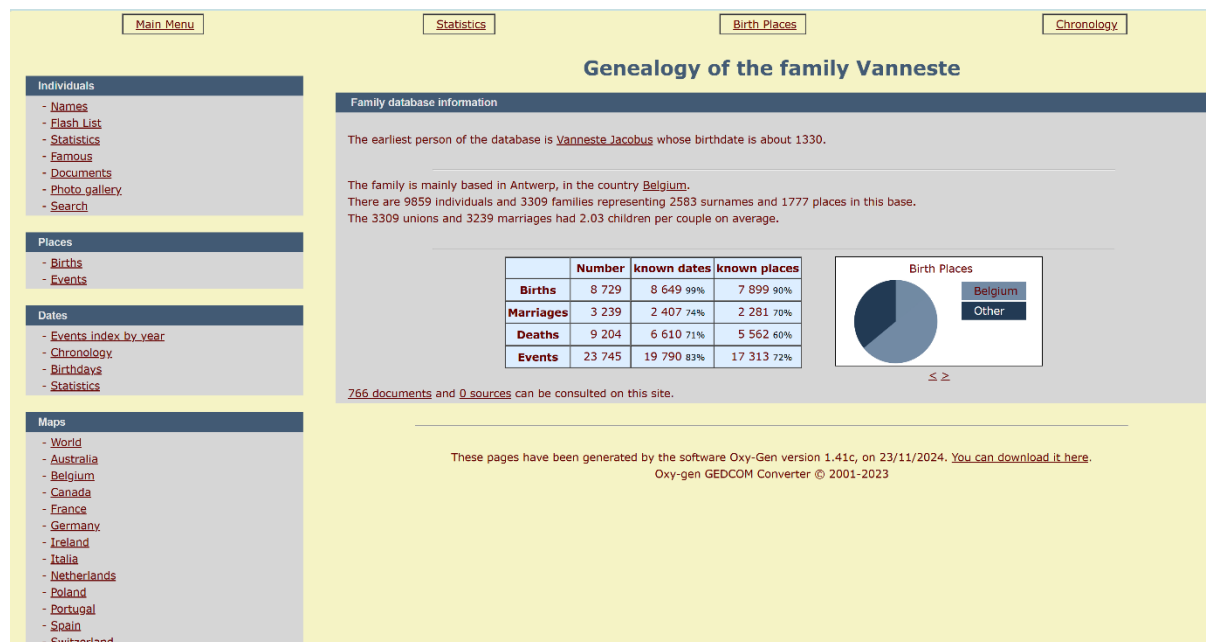 Main Menu
Statistics
Birth Places
Chronology
Genealogy of the family Vanneste
Individuals
- Names
- Flash List
- Statistics
- Famous
- Documents
- Photo gallery
- Search
Places
- Births
- Events
Dates
- Events index by year
- Chronology
- Birthdays
- Statistics
Maps
- World
- Australia
- Belgium
- Canada
- France
- Germany
- Ireland
- Italia
- Netherlands
- Poland
- Portugal
- Spain
- Switzerland
Family database information
The earliest person of the database is Vanneste Jacobus whose birthdate is about 1330.
The family is mainly based in Antwerp, in the country Belgium.
There are 9859 individuals and 3309 families representing 2583 surnames and 1777 places in this base.
The 3309 unions and 3239 marriages had 2.03 children per couple on average.
Number known dates known places
Births 8 729 8 649 99% 7 899 90%
Marriages 3 239 2 407 74% 2 281 70%
Deaths 9 204 6 610 71% 5 562 60%
Events 23 745 19 790 83% 17 313 72%
Birth Places
Belgium
Other
< >
766 documents and 0 sources can be consulted on this site.
These pages have been generated by the software Oxy-Gen version 1.41c, on 23/11/2024. You can download it here.
Oxy-gen GEDCOM Converter © 2001-2023